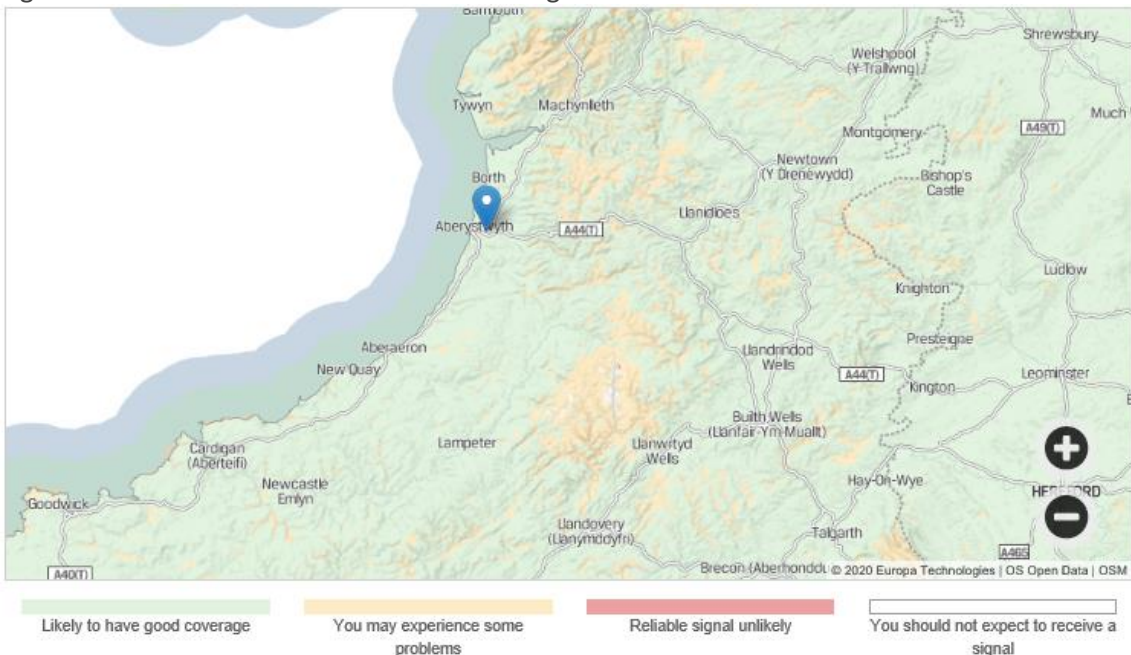 Barmouth
Shrewsbury
Welshpool
(Y Trallwng)
Tywyn
Machynlleth
A49(T)
Much
Montgomery
Newtown
(Y Drenewydd)
Borth
Bishop's
Castle
Llanidloes
Aberystwyth
A44(T)
Ludlow
Knighton
Aberaeron
Llandrindod
Wells
Presteigne
New Quay
A44(T)
Leominster
Kington
Builth Wells
(Llanfair-Ym-Muallt)
Cardigan
(Aberteifi)
Lampeter
Llanwrtyd
Wells
Newcastle
Emlyn
Hay-On-Wye
HEREFORD
Goodwick
Llandovery
(Llanymddyfri)
Talgarth
A465
A40(T)
Brecon (Aberhonddu
© 2020 Europa Technologies | OS Open Data | OSM
Likely to have good coverage
You may experience some
problems
Reliable signal unlikely
You should not expect to receive a
signal